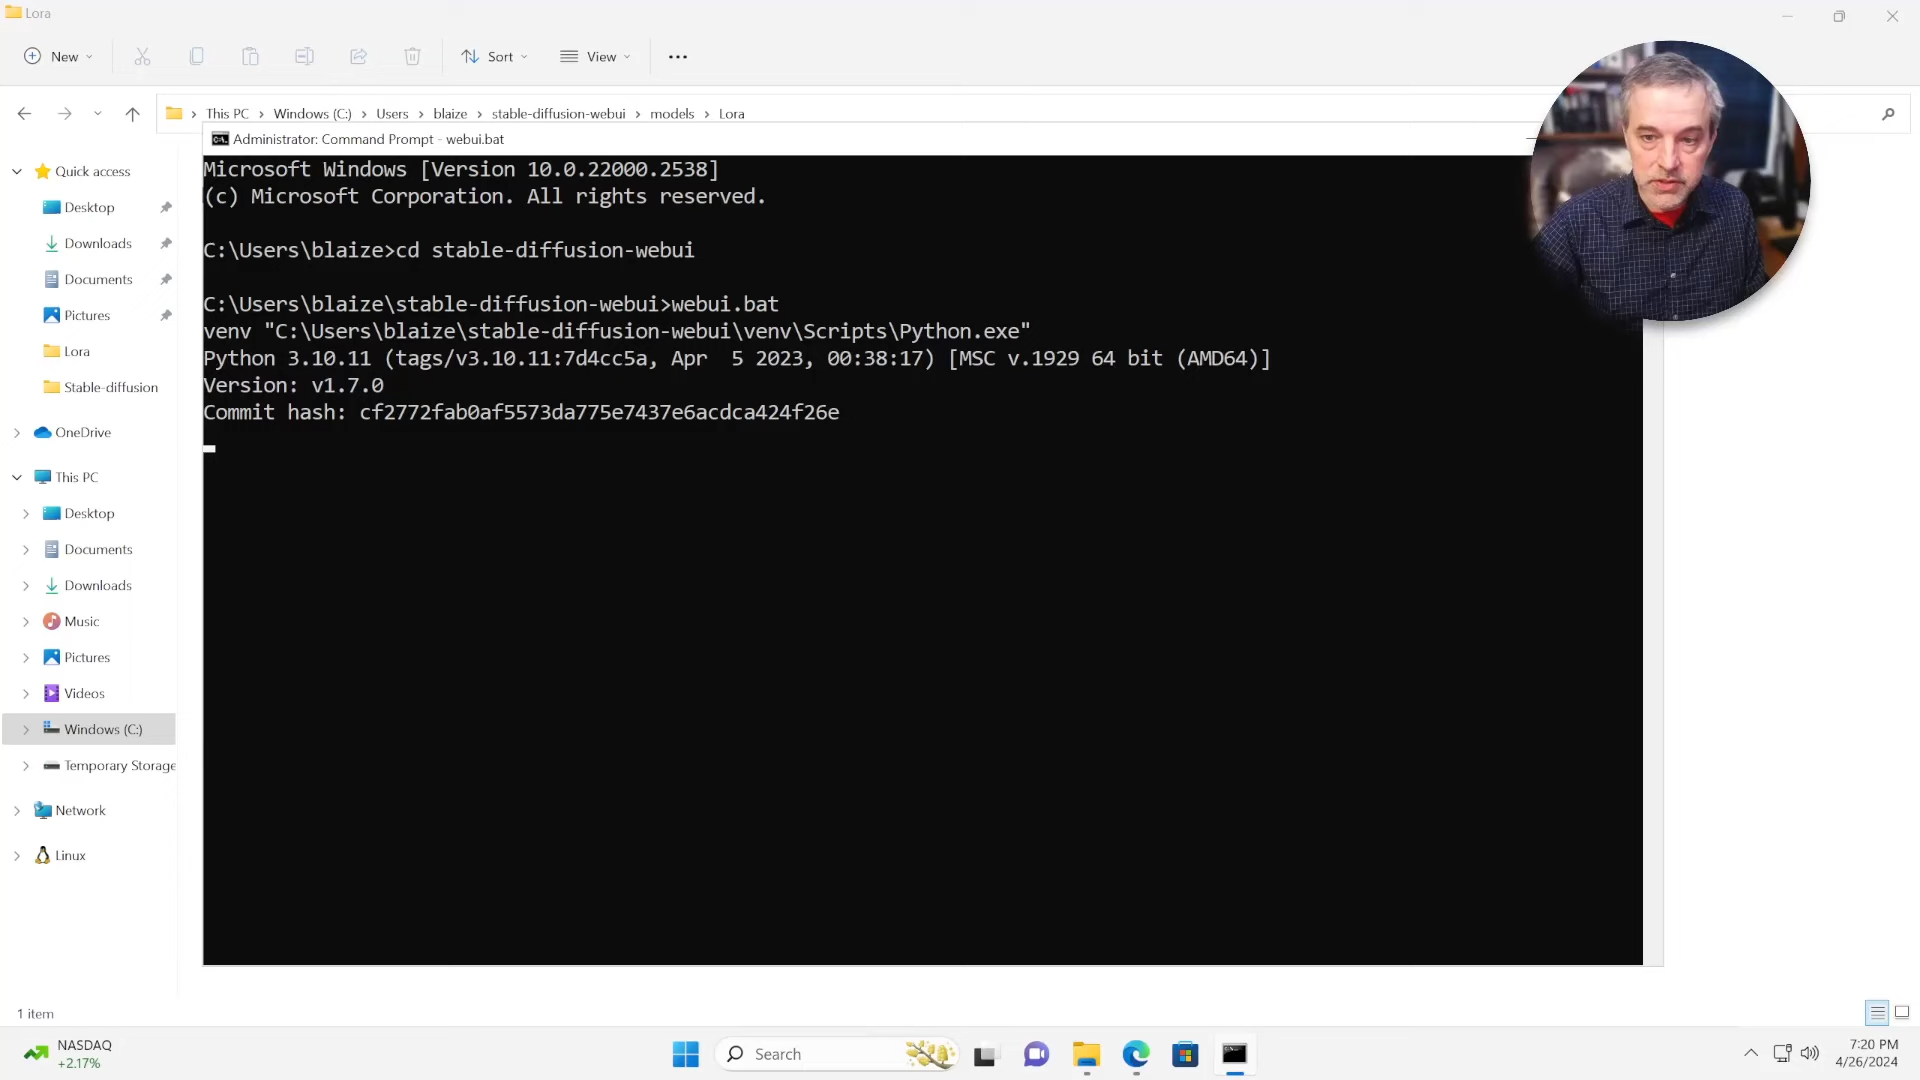 Lora
New
Sort
View
This PC
Windows (C:)
Users
blaize
stable-diffusion-webui
models
Lora
Administrator: Command Prompt - webui.bat
Microsoft Windows [Version 10.0.22000.2538]
(c) Microsoft Corporation. All rights reserved.
C:\Users\blaize>cd stable-diffusion-webui
C:\Users\blaize\stable-diffusion-webui>webui.bat
venv "C:\Users\blaize\stable-diffusion-webui\venv\Scripts\Python.exe"
Python 3.10.11 (tags/v3.10.11:7d4cc5a, Apr  5 2023, 00:38:17) [MSC v.1929 64 bit (AMD64)]
Version: v1.7.0
Commit hash: cf2772fab0af5573da775e7437e6acdca424f26e
Quick access
Desktop
Downloads
Documents
Pictures
Lora
Stable-diffusion
OneDrive
This PC
Desktop
Documents
Downloads
Music
Pictures
Videos
Windows (C:)
Temporary Storage
Network
Linux
1 item
NASDAQ
+2.17%
Search
7:20 PM
4/26/2024